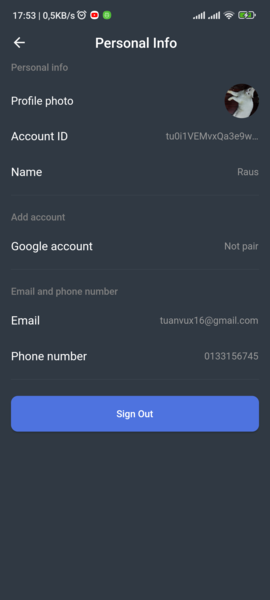 17:53 | 0,5KB/s
Personal Info
Personal info
Profile photo
Account ID tu0i1VEMvxQa3e9w...
Name Raus
Add account
Google account Not pair
Email and phone number
Email tuanvux16@gmail.com
Phone number 0133156745
Sign Out